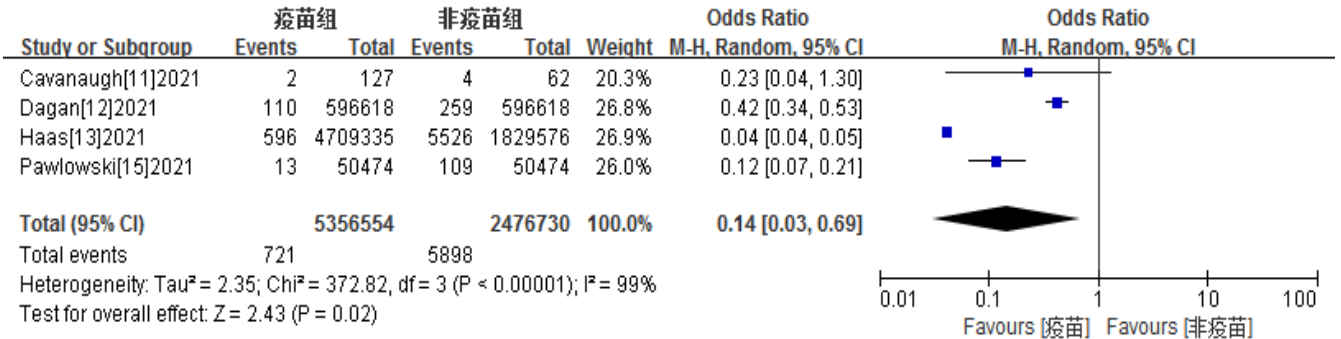 疫苗组 非疫苗组 Odds Ratio Odds Ratio
Study or Subgroup Events Total Events Total Weight M-H, Random, 95% CI M-H, Random, 95% CI
Cavanaugh[11]2021 2 127 4 62 20.3% 0.23 [0.04, 1.30]
Dagan[12]2021 110 596618 259 596618 26.8% 0.42 [0.34, 0.53]
Haas[13]2021 596 4709335 5526 1829576 26.9% 0.04 [0.04, 0.05]
Pawlowski[15]2021 13 50474 109 50474 26.0% 0.12 [0.07, 0.21]
Total (95% CI) 5356554 2476730 100.0% 0.14 [0.03, 0.69]
Total events 721 5898
Heterogeneity: Tau² = 2.35; Chi² = 372.82, df = 3 (P < 0.00001); I² = 99%
Test for overall effect: Z = 2.43 (P = 0.02)
0.01 0.1 1 10 100
Favours [疫苗] Favours [非疫苗]